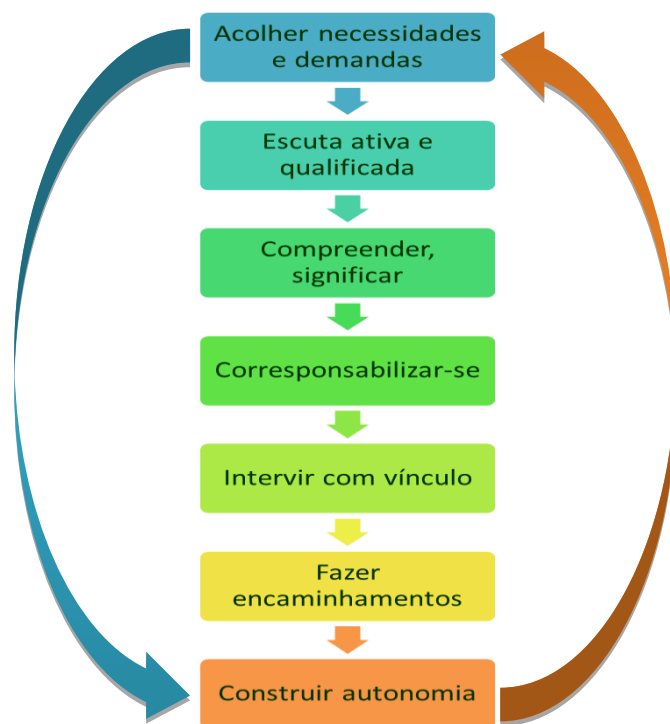 Acolher necessidades
e demandas
Escuta ativa e
qualificada
Compreender,
significar
Corresponsabilizar-se
Intervir com vínculo
Fazer
encaminhamentos
Construir autonomia